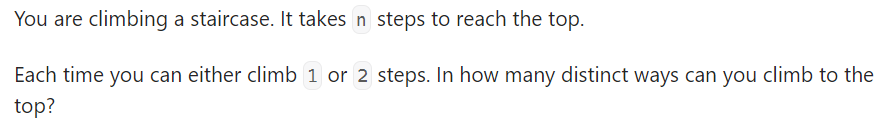 You are climbing a staircase. It takes n steps to reach the top.
Each time you can either climb 1 or 2 steps. In how many distinct ways can you climb to the
top?